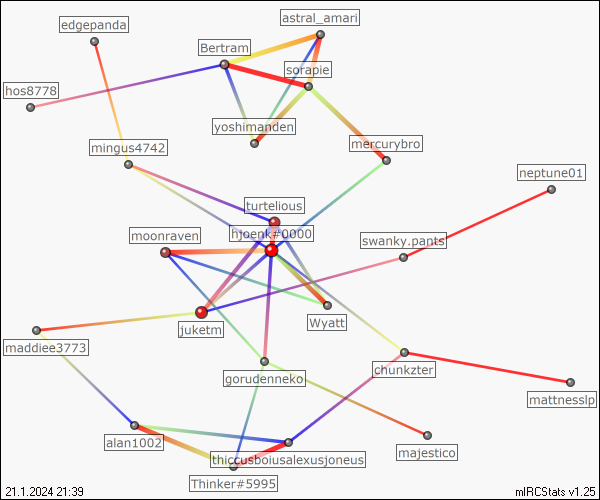 astral_amari
edgepanda
Bertram
sorapie
hos8778
yoshimanden
mercurybro
mingus4742
neptune01
turtelious
hjoenk#0000
moonraven
swanky.pants
Wyatt
juketm
maddiee3773
chunkzter
gorudenneko
mattnesslp
alan1002
majestico
thiccusboiusalexusjoneus
Thinker#5995
21.1.2024 21:39
mIRCStats v1.25